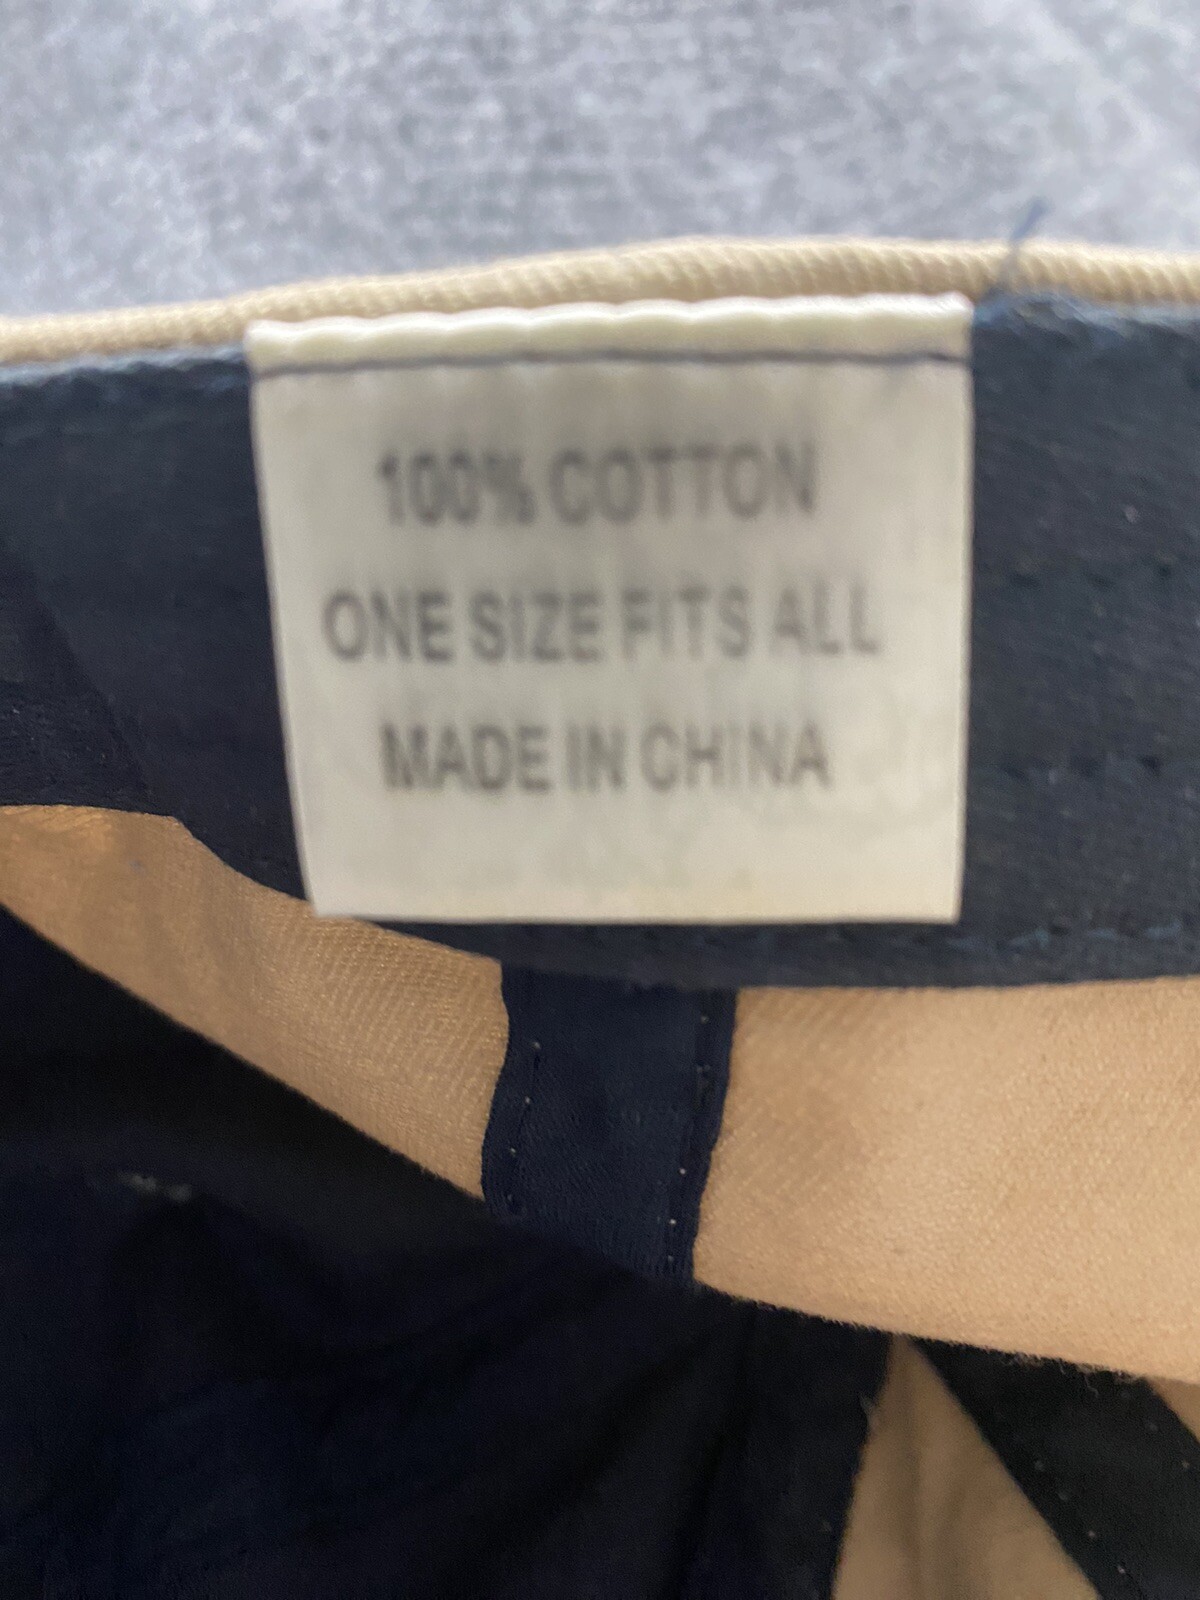 100% COTTON
ONE SIZE FITS ALL
MADE IN CHINA